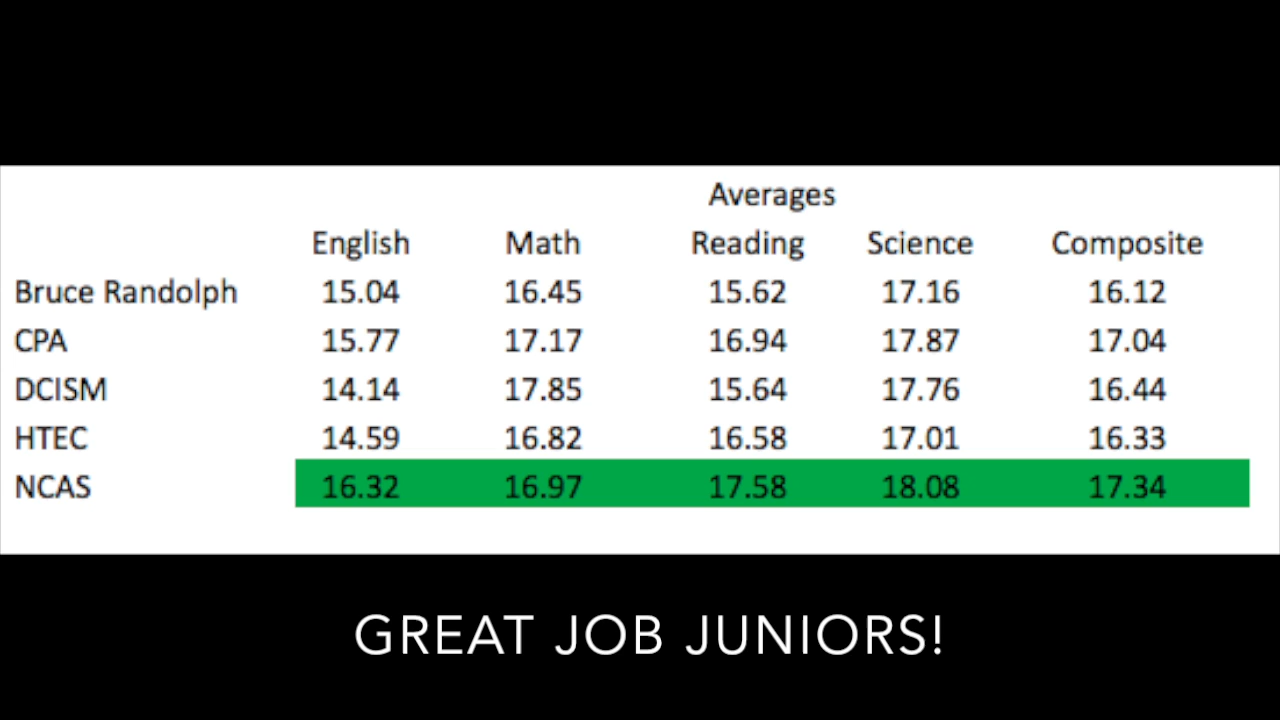 Averages
English Math Reading Science Composite
Bruce Randolph 15.04 16.45 15.62 17.16 16.12
CPA 15.77 17.17 16.94 17.87 17.04
DCISM 14.14 17.85 15.64 17.76 16.44
HTEC 14.59 16.82 16.58 17.01 16.33
NCAS 16.32 16.97 17.58 18.08 17.34
GREAT JOB JUNIORS!